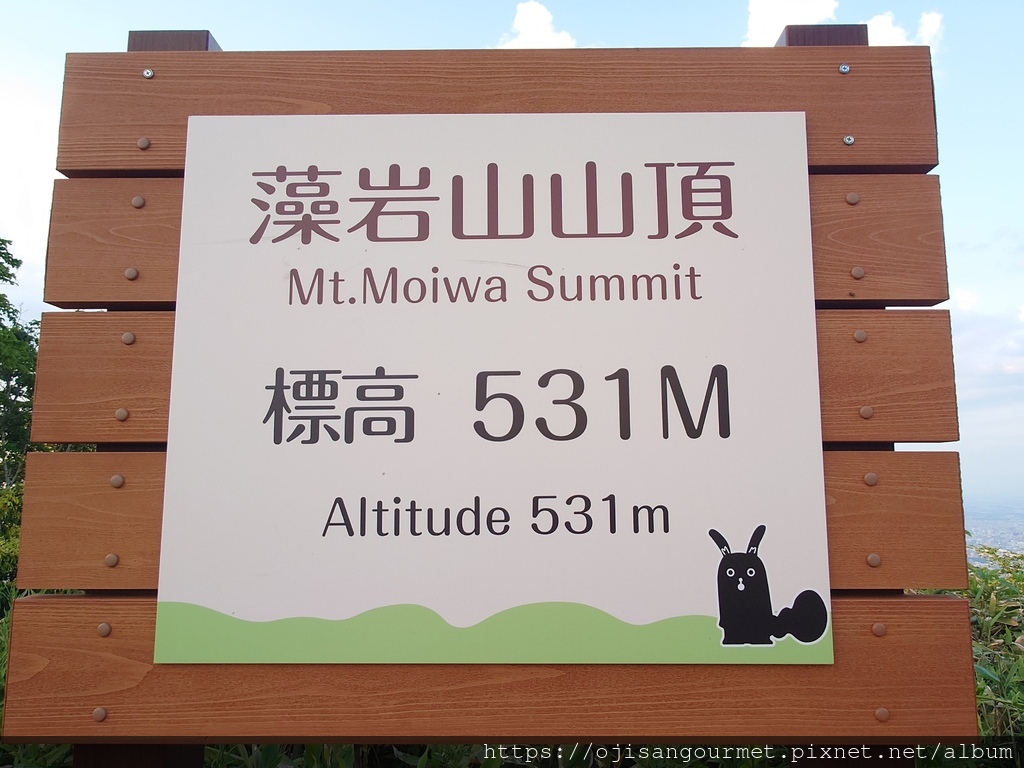 藻岩山山頂
Mt.Moiwa Summit
標高 531M
Altitude 531m
https://ojisangourmet.pixnet.net/album